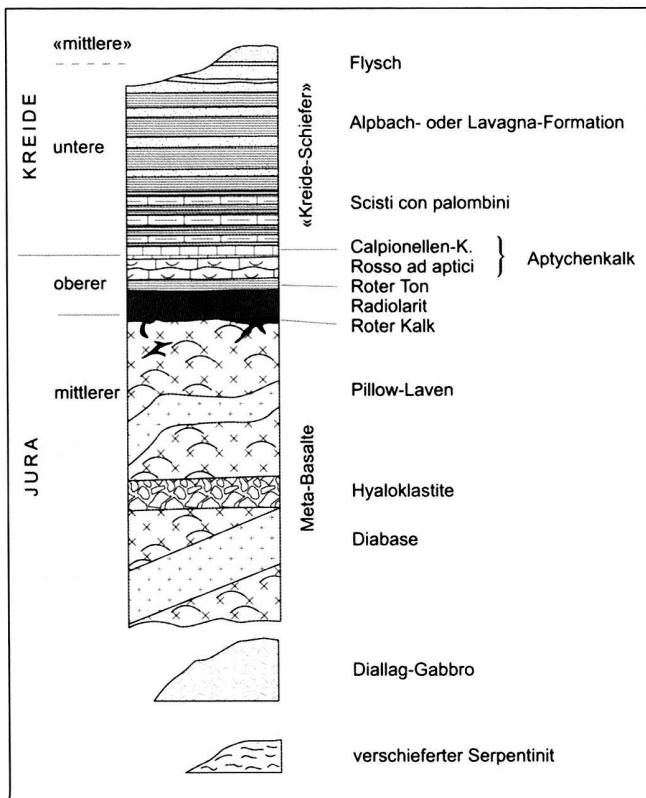 «mittlere»
KREIDE
untere
oberer
mittlerer
JURA
«Kreide-Schiefer»
Meta-Basalte
Flysch
Alpbach- oder Lavagna-Formation
Scisti con palombini
Calpionellen-K.
Rosso ad aptici
Aptychenkalk
Roter Ton
Radiolarit
Roter Kalk
Pillow-Laven
Hyaloklastite
Diabase
Diallag-Gabbro
verschieferter Serpentinit